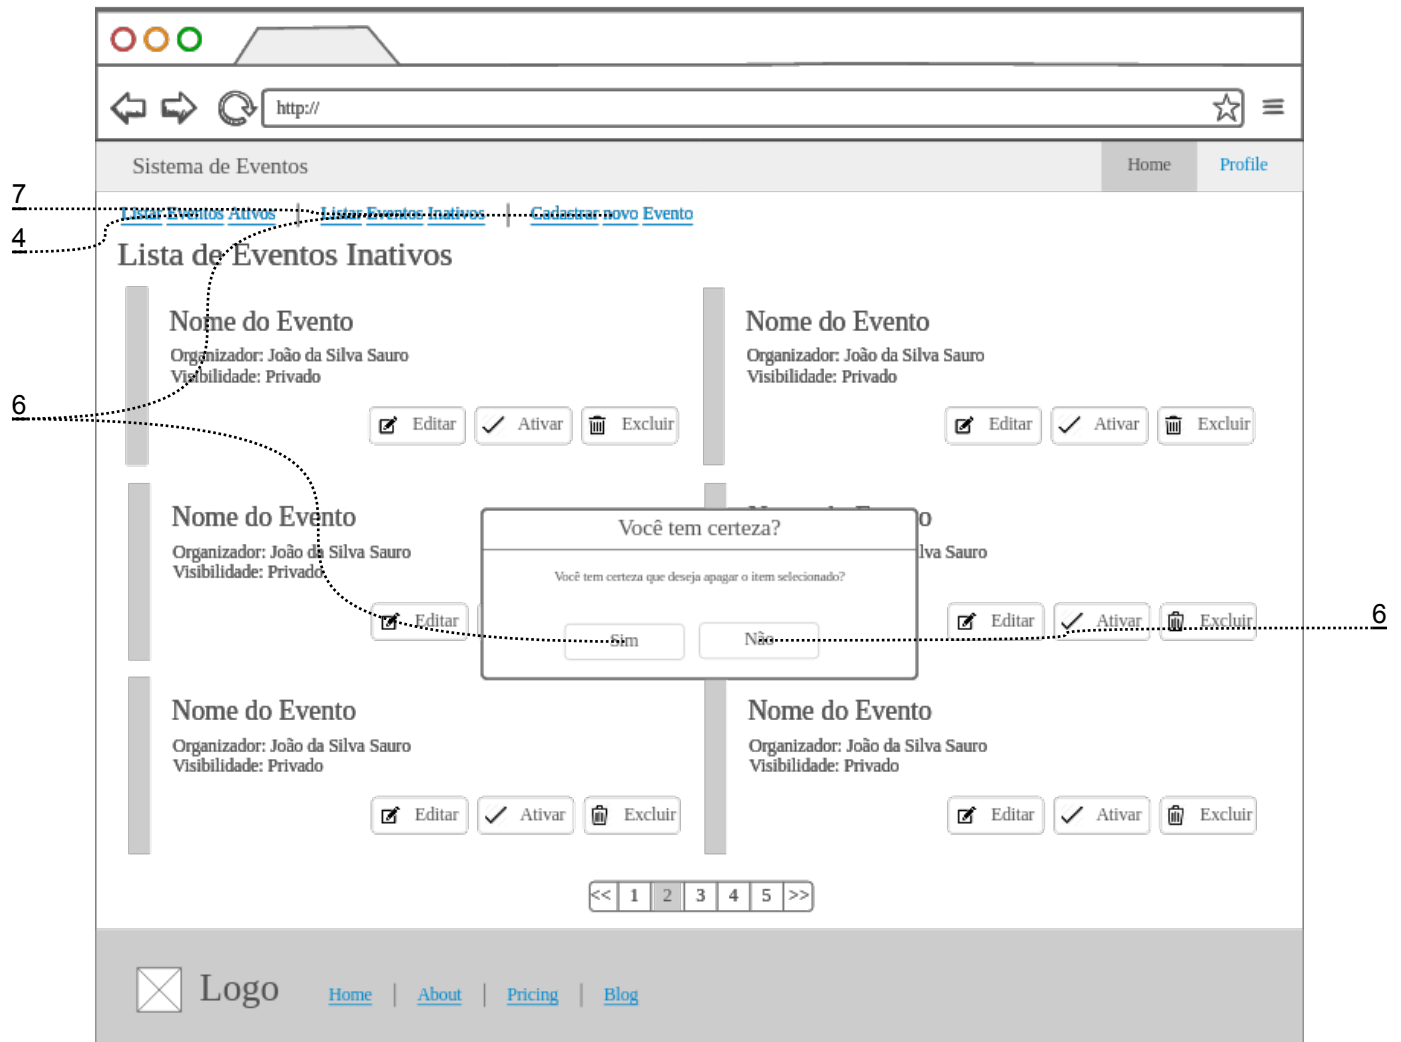 http://
Sistema de Eventos Home Profile
7
Listar Eventos Ativos | Listar Eventos Inativos | Cadastrar novo Evento
4
Lista de Eventos Inativos
Nome do Evento
Organizador: João da Silva Sauro
Visibilidade: Privado
Editar Ativar Excluir
Nome do Evento
Organizador: João da Silva Sauro
Visibilidade: Privado
Editar Ativar Excluir
6
Nome do Evento
Organizador: João da Silva Sauro
Visibilidade: Privado
Editar
lva Sauro
Editar Ativar Excluir
Você tem certeza?
Você tem certeza que deseja apagar o item selecionado?
Sim Não
6
Nome do Evento
Organizador: João da Silva Sauro
Visibilidade: Privado
Editar Ativar Excluir
Nome do Evento
Organizador: João da Silva Sauro
Visibilidade: Privado
Editar Ativar Excluir
<< 1 2 3 4 5 >>
Logo Home | About | Pricing | Blog